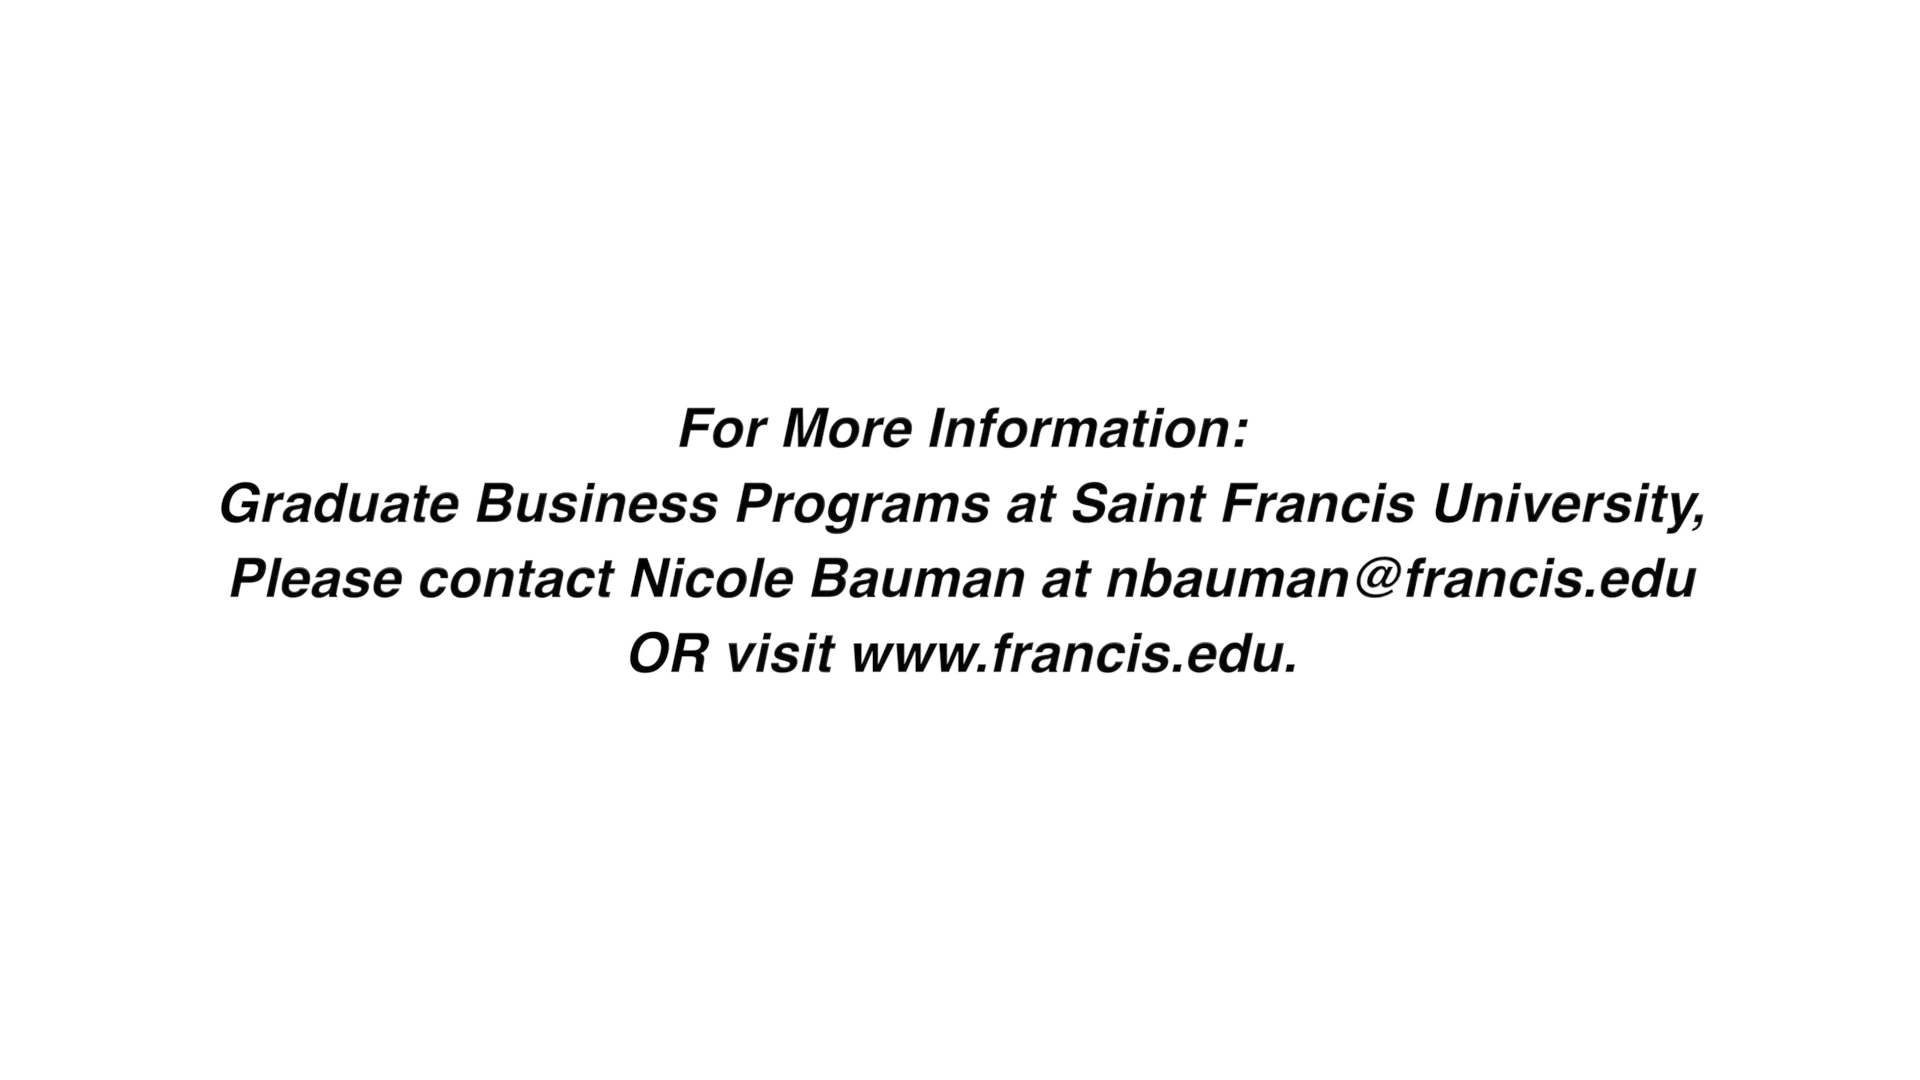 For More Information:
Graduate Business Programs at Saint Francis University,
Please contact Nicole Bauman at nbauman@francis.edu
OR visit www.francis.edu.